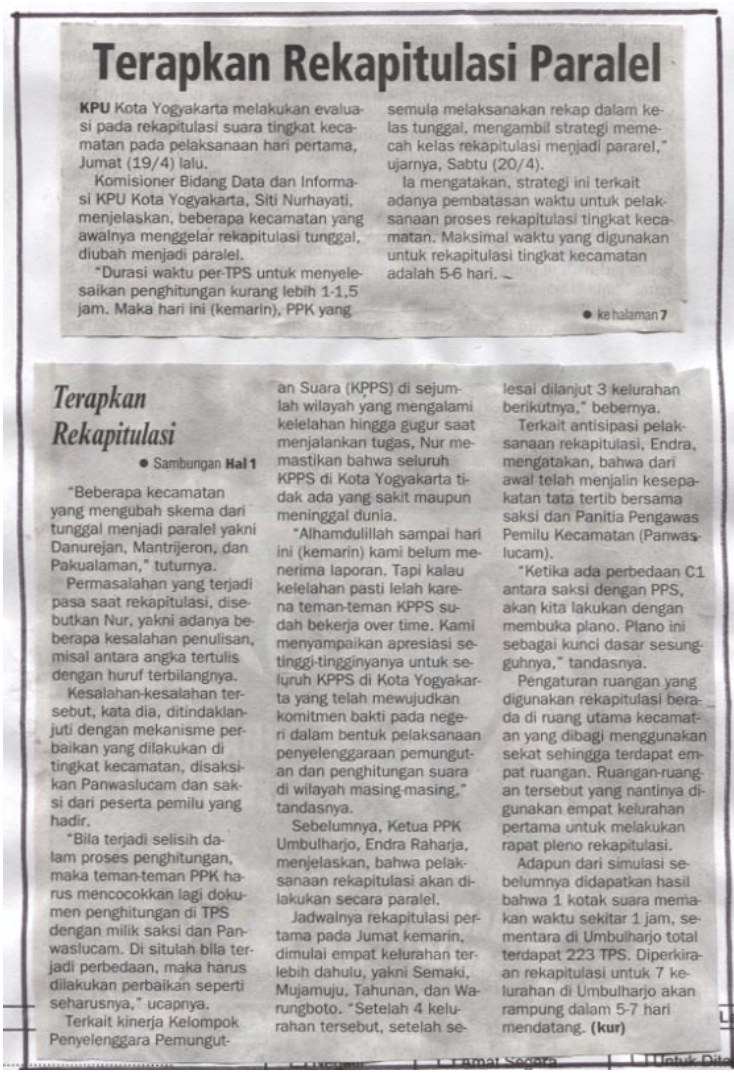 Terapkan Rekapitulasi Paralel
KPU Kota Yogyakarta melakukan evalua-
si pada rekapitulasi suara tingkat keca-
matan pada pelaksanaan hari pertama,
Jumat (19/4) lalu.
Komisioner Bidang Data dan Informa-
si KPU Kota Yogyakarta, Siti Nurhayati,
menjelaskan, beberapa kecamatan yang
awalnya menggelar rekapitulasi tunggal,
diubah menjadi paralel.
"Durasi waktu per-TPS untuk menyele-
saikan penghitungan kurang lebih 1-1,5
jam. Maka hari ini (kemarin), PPK yang
semula melaksanakan rekap dalam ke-
las tunggal, mengambil strategi meme-
cah kelas rekapitulasi menjadi pararel,"
ujarnya, Sabtu (20/4).
Ia mengatakan, strategi ini terkait
adanya pembatasan waktu untuk pelak-
sanaan proses rekapitulasi tingkat keca-
matan. Maksimal waktu yang digunakan
untuk rekapitulasi tingkat kecamatan
adalah 5-6 hari.
● ke halaman 7
Terapkan
Rekapitulasi
● Sambungan Hal 1
"Beberapa kecamatan
yang mengubah skema dari
tunggal menjadi paralel yakni
Danurejan, Mantrijeron, dan
Pakualaman," tuturnya.
Permasalahan yang terjadi
pasa saat rekapitulasi, dise-
butkan Nur, yakni adanya be-
berapa kesalahan penulisan,
misal antara angka tertulis
dengan huruf terbilangnya.
Kesalahan-kesalahan ter-
sebut, kata dia, ditindaklan-
juti dengan mekanisme per-
baikan yang dilakukan di
tingkat kecamatan, disaksi-
kan Panwaslucam dan sak-
si dari peserta pemilu yang
hadir.
"Bila terjadi selisih da-
lam proses penghitungan,
maka teman-teman PPK ha-
rus mencocokkan lagi doku-
men penghitungan di TPS
dengan milik saksi dan Pan-
waslucam. Di situlah bila ter-
jadi perbedaan, maka harus
dilakukan perbaikan seperti
seharusnya," ucapnya.
Terkait kinerja Kelompok
Penyelenggara Pemungut-
an Suara (KPPS) di sejum-
lah wilayah yang mengalami
kelelahan hingga gugur saat
menjalankan tugas, Nur me-
mastikan bahwa seluruh
KPPS di Kota Yogyakarta ti-
dak ada yang sakit maupun
meninggal dunia.
"Alhamdulillah sampai hari
ini (kemarin) kami belum me-
nerima laporan. Tapi kalau
kelelahan pasti lelah kare-
na teman-teman KPPS su-
dah bekerja over time. Kami
menyampaikan apresiasi se-
tinggi-tingginyanya untuk se-
luruh KPPS di Kota Yogyakar-
ta yang telah mewujudkan
komitmen bakti pada nege-
ri dalam bentuk pelaksanaan
penyelenggaraan pemungut-
an dan penghitungan suara
di wilayah masing-masing,"
tandasnya.
Sebelumnya, Ketua PPK
Umbulharjo, Endra Raharja,
menjelaskan, bahwa pelak-
sanaan rekapitulasi akan di-
lakukan secara paralel.
Jadwalnya rekapitulasi per-
tama pada Jumat kemarin,
dimulai empat kelurahan ter-
lebih dahulu, yakni Semaki,
Mujamuju, Tahunan, dan Wa-
rungboto. "Setelah 4 kelu-
rahan tersebut, setelah se-
lesai dilanjut 3 kelurahan
berikutnya," bebernya.
Terkait antisipasi pelak-
sanaan rekapitulasi, Endra,
mengatakan, bahwa dari
awal telah menjalin kesepa-
katan tata tertib bersama
saksi dan Panitia Pengawas
Pemilu Kecamatan (Panwas-
lucam).
"Ketika ada perbedaan C1
antara saksi dengan PPS,
akan kita lakukan dengan
membuka plano. Plano ini
sebagai kunci dasar sesung-
guhnya," tandasnya.
Pengaturan ruangan yang
digunakan rekapitulasi bera-
da di ruang utama kecamat-
an yang dibagi menggunakan
sekat sehingga terdapat em-
pat ruangan. Ruangan-ruang-
an tersebut yang nantinya di-
gunakan empat kelurahan
pertama untuk melakukan
rapat pleno rekapitulasi.
Adapun dari simulasi se-
belumnya didapatkan hasil
bahwa 1 kotak suara mema-
kan waktu sekitar 1 jam, se-
mentara di Umbulharjo total
terdapat 223 TPS. Diperkira-
an rekapitulasi untuk 7 ke-
lurahan di Umbulharjo akan
rampung dalam 5-7 hari
mendatang. (kur)
Amat Segera
Untuk Dita